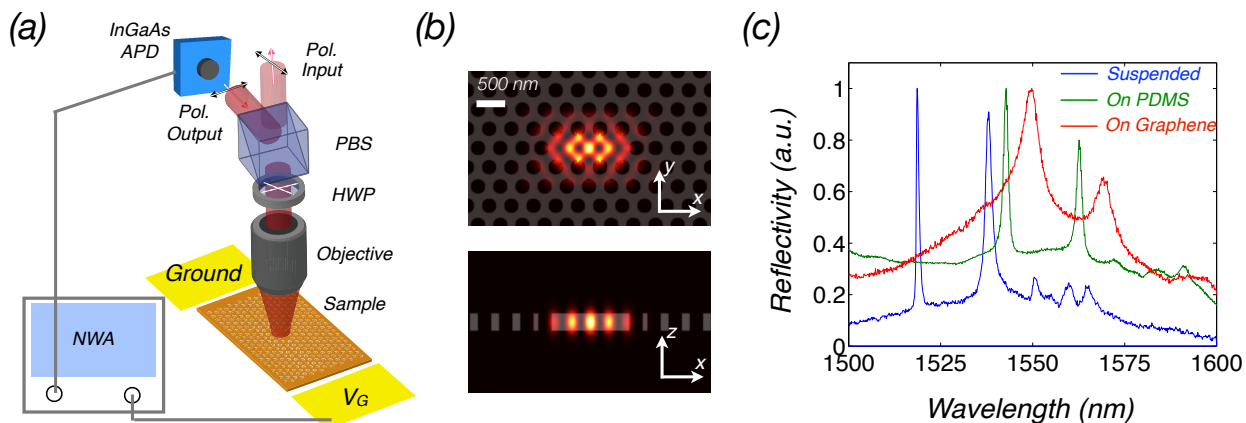 (a)
InGaAs
APD
Pol.
Input
Pol.
Output
PBS
HWP
Objective
Ground
Sample
NWA
V_G
(b)
500 nm
y
x
z
x
(c)
Suspended
On PDMS
On Graphene
Reflectivity (a.u.)
1
0.8
0.6
0.4
0.2
0
1500 1525 1550 1575 1600
Wavelength (nm)